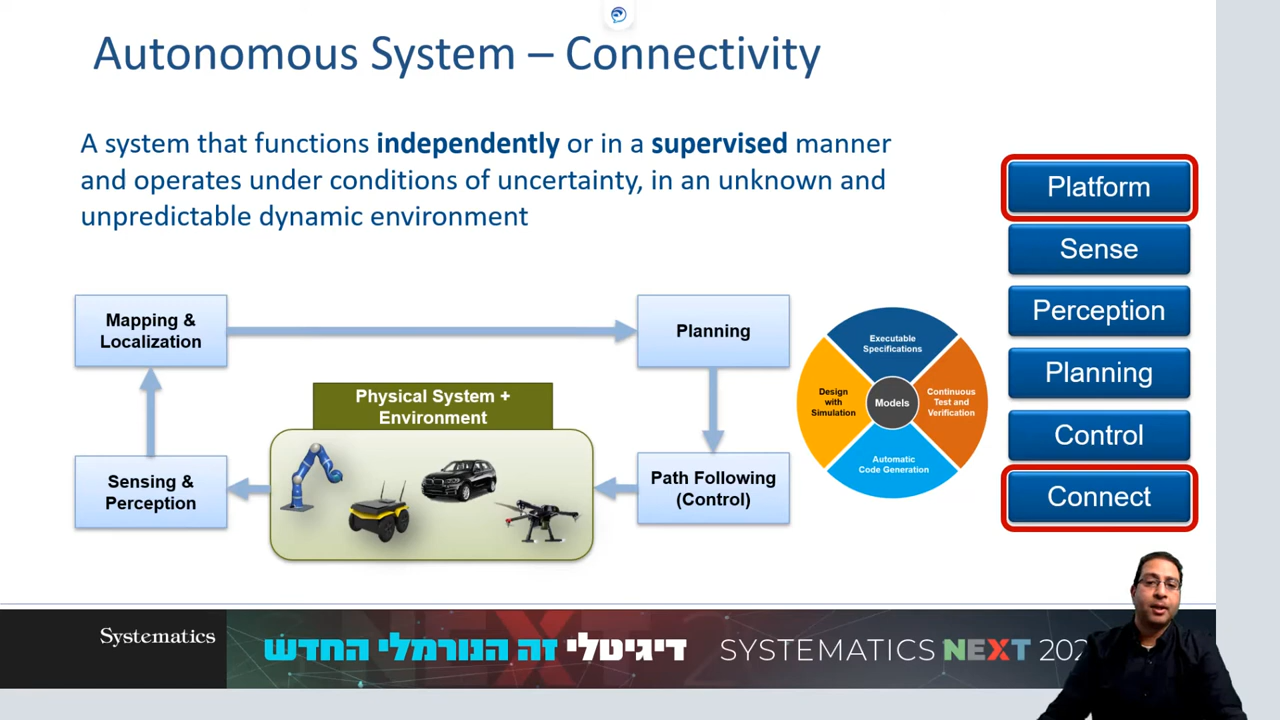 Autonomous System – Connectivity
A system that functions independently or in a supervised manner
and operates under conditions of uncertainty, in an unknown and
unpredictable dynamic environment
Platform
Sense
Perception
Planning
Control
Connect
Mapping &
Localization
Planning
Physical System +
Environment
Sensing &
Perception
Path Following
(Control)
Executable
Specifications
Design
with
Simulation
Models
Continuous
Test and
Verification
Automatic
Code Generation
Systematics
דיגיטלי זה הנורמלי החדש
SYSTEMATICS NEXT 202